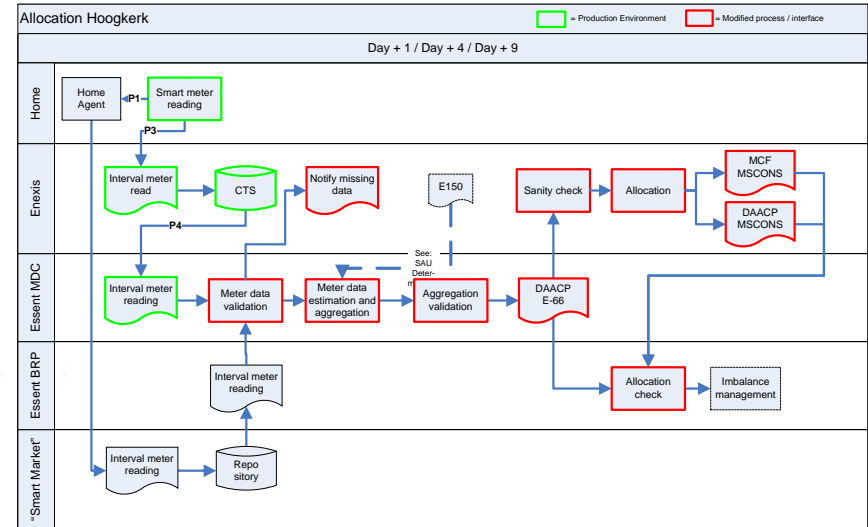 Allocation Hoogkerk
= Production Environment
= Modified process / interface
Day + 1 / Day + 4 / Day + 9
Home
Home
Agent
P1
Smart meter
reading
P3
Enexis
Interval meter
read
CTS
Notify missing
data
E150
Sanity check
Allocation
MCF
MSCONS
DAACP
MSCONS
P4
See:
SAU
Deter-
m
Essent MDC
Interval meter
reading
Meter data
validation
Meter data
estimation and
aggregation
Aggregation
validation
DAACP
E-66
Essent BRP
Interval meter
reading
Allocation
check
Imbalance
management
"Smart Market"
Interval meter
reading
Repo
sitory